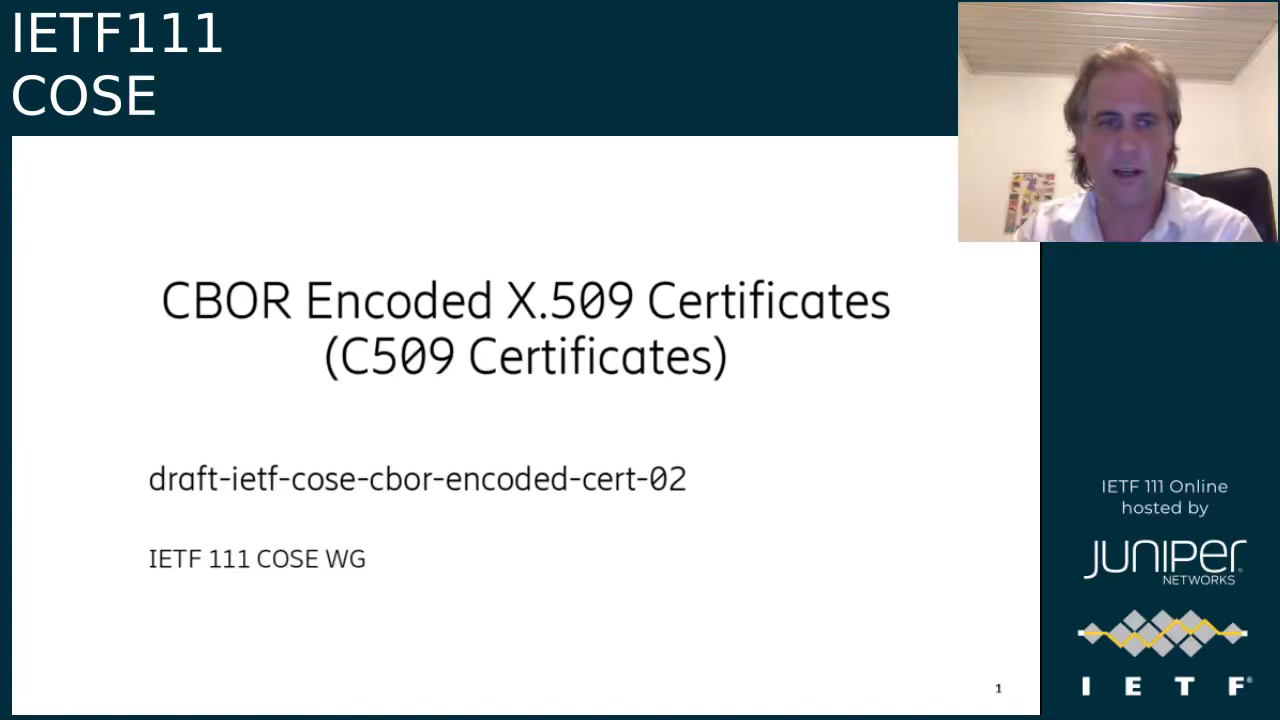 IETF111
COSE
CBOR Encoded X.509 Certificates
(C509 Certificates)
draft-ietf-cose-cbor-encoded-cert-02
IETF 111 COSE WG
1
IETF 111 Online
hosted by
JUNIPER
NETWORKS
I E T F®